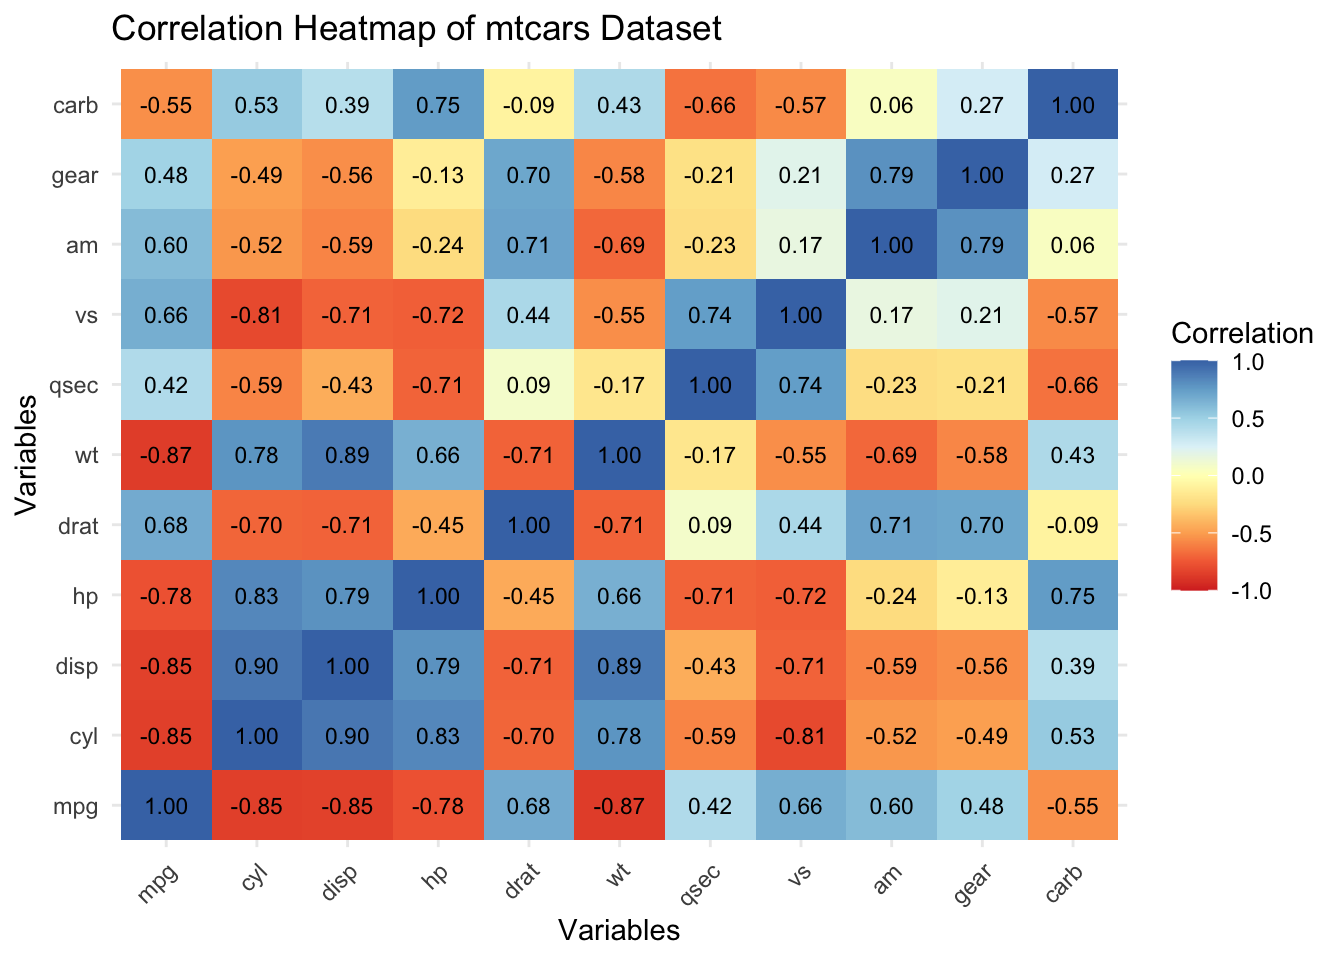 Correlation Heatmap of mtcars Dataset
carb -0.55 0.53 0.39 0.75 -0.09 0.43 -0.66 -0.57 0.06 0.27 1.00
gear 0.48 -0.49 -0.56 -0.13 0.70 -0.58 -0.21 0.21 0.79 1.00 0.27
am 0.60 -0.52 -0.59 -0.24 0.71 -0.69 -0.23 0.17 1.00 0.79 0.06
vs 0.66 -0.81 -0.71 -0.72 0.44 -0.55 0.74 1.00 0.17 0.21 -0.57
qsec 0.42 -0.59 -0.43 -0.71 0.09 -0.17 1.00 0.74 -0.23 -0.21 -0.66
wt -0.87 0.78 0.89 0.66 -0.71 1.00 -0.17 -0.55 -0.69 -0.58 0.43
drat 0.68 -0.70 -0.71 -0.45 1.00 -0.71 0.09 0.44 0.71 0.70 -0.09
hp -0.78 0.83 0.79 1.00 -0.45 0.66 -0.71 -0.72 -0.24 -0.13 0.75
disp -0.85 0.90 1.00 0.79 -0.71 0.89 -0.43 -0.71 -0.59 -0.56 0.39
cyl -0.85 1.00 0.90 0.83 -0.70 0.78 -0.59 -0.81 -0.52 -0.49 0.53
mpg 1.00 -0.85 -0.85 -0.78 0.68 -0.87 0.42 0.66 0.60 0.48 -0.55
mpg cyl disp hp drat wt qsec vs am gear carb
Variables
Variables
Correlation
1.0
0.5
0.0
-0.5
-1.0